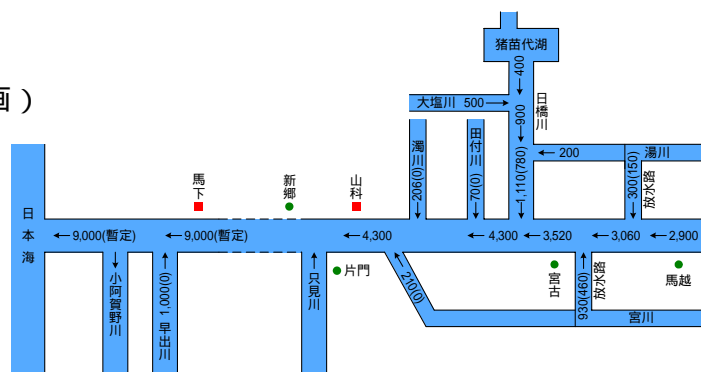 画）
猪苗代湖
400
大塩川 500
900
日橋川
濁川
206(0)
田付川
70(0)
1,110(780)
200
湯川
300(150)
放水路
馬下
新郷
山科
日本海
9,000(暫定)
9,000(暫定)
4,300
4,300
3,520
3,060
2,900
小阿賀野川
1,000(0)
早出川
只見川
片門
210(0)
宮古
930(460)
放水路
馬越
宮川